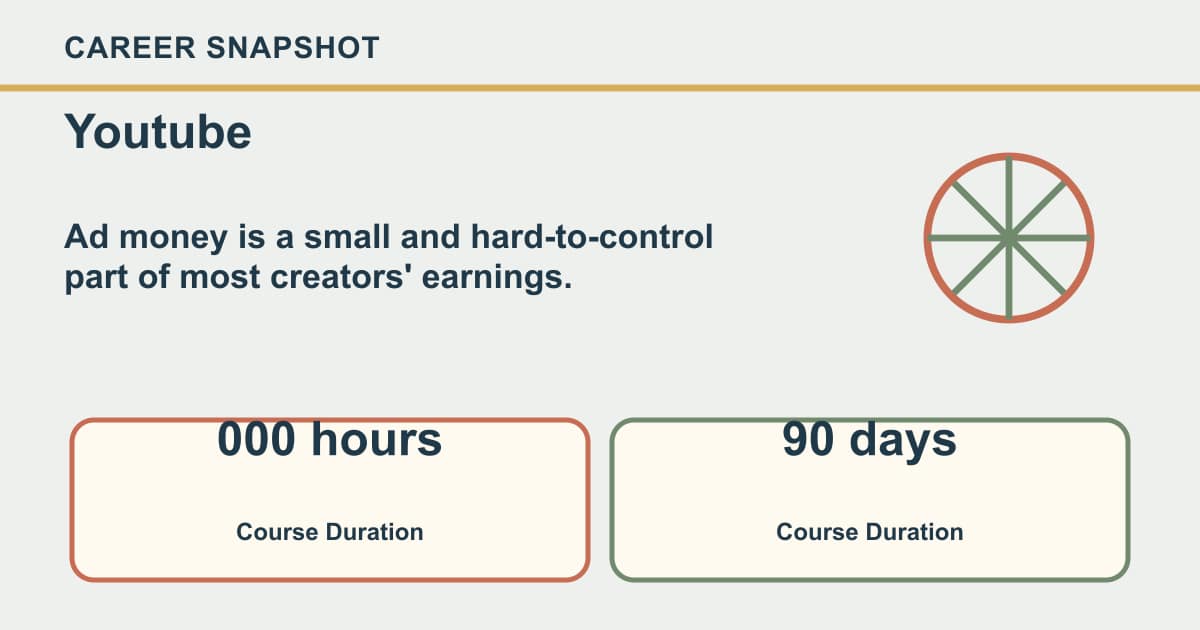 CAREER SNAPSHOT
Youtube
Ad money is a small and hard-to-control
part of most creators' earnings.
000 hours
Course Duration
90 days
Course Duration